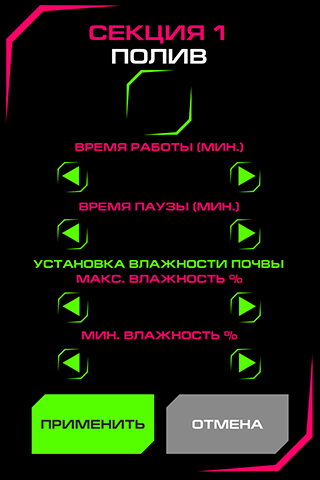 СЕКЦИЯ 1
ПОЛИВ
ВРЕМЯ РАБОТЫ (МИН.)
ВРЕМЯ ПАУЗЫ (МИН.)
УСТАНОВКА ВЛАЖНОСТИ ПОЧВЫ
МАКС. ВЛАЖНОСТЬ %
МИН. ВЛАЖНОСТЬ %
ПРИМЕНИТЬ
ОТМЕНА